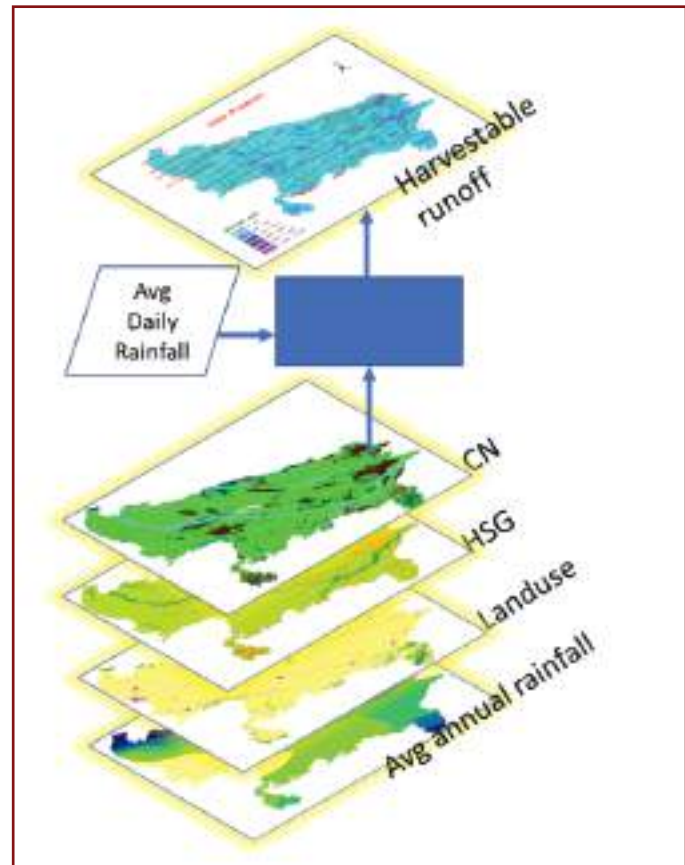 Harvestable
runoff
Avg
Daily
Rainfall
CN
HSG
Landuse
Avg annual rainfall